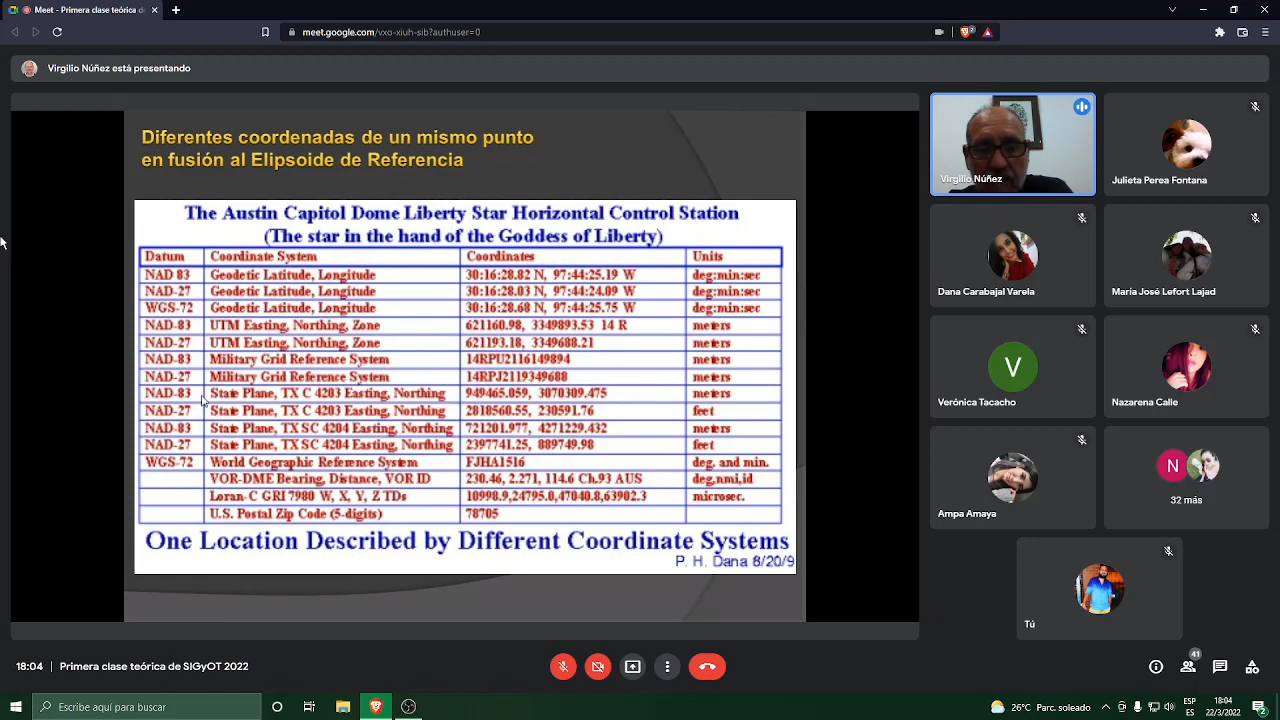 Meet - Primera clase teórica de
meet.google.com/vxo-xiuh-sib?authuser=0
Virgilio Núñez está presentando
Diferentes coordenadas de un mismo punto
en fusión al Elipsoide de Referencia
The Austin Capitol Dome Liberty Star Horizontal Control Station
(The star in the hand of the Goddess of Liberty)
Datum Coordinate System Coordinates Units
NAD 83 Geodetic Latitude, Longitude 30:16:28.82 N, 97:44:25.19 W deg:min:sec
NAD-27 Geodetic Latitude, Longitude 30:16:28.03 N, 97:44:24.09 W deg:min:sec
WGS-72 Geodetic Latitude, Longitude 30:16:28.68 N, 97:44:25.75 W deg:min:sec
NAD-83 UTM Easting, Northing, Zone 621160.98, 3349893.53 14 R meters
NAD-27 UTM Easting, Northing, Zone 621193.18, 3349688.21 meters
NAD-83 Military Grid Reference System 14RPU2116149894 meters
NAD-27 Military Grid Reference System 14RPJ2119349688 meters
NAD-83 State Plane, TX C 4203 Easting, Northing 949465.059, 3070309.475 meters
NAD-27 State Plane, TX C 4203 Easting, Northing 2818560.55, 230591.76 feet
NAD-83 State Plane, TX SC 4204 Easting, Northing 721201.977, 4271229.432 meters
NAD-27 State Plane, TX SC 4204 Easting, Northing 2397741.25, 889749.98 feet
WGS-72 World Geographic Reference System FJHA1516 deg. and min.
VOR-DME Bearing, Distance, VOR ID 230.46, 2.271, 114.6 Ch.93 AUS deg,nmi,id
Loran-C GRI 7980 W, X, Y, Z TDs 10998.9,24795.0,47040.8,63902.3 microsec.
U.S. Postal Zip Code (5-digits) 78705
One Location Described by Different Coordinate Systems
P. H. Dana 8/20/9
Virgilio Núñez
Julieta Perea Fontana
Dana Carabajal Varela
Maria José Lefort Lajad
V
Verónica Tacacho
Nazarena Calle
Ampa Amaya
N
32 más
Tú
18:04 Primera clase teórica de SIGyOT 2022
41
Escribe aquí para buscar
26°C Parc. soleado
ESP
ES
18:04
22/3/2022
2